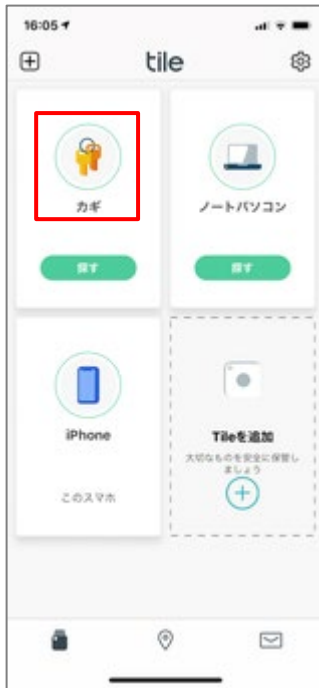 16:05
tile
カギ
ノートパソコン
探す
探す
iPhone
Tileを追加
大切なものを安全に保管し
ましょう
このスマホ